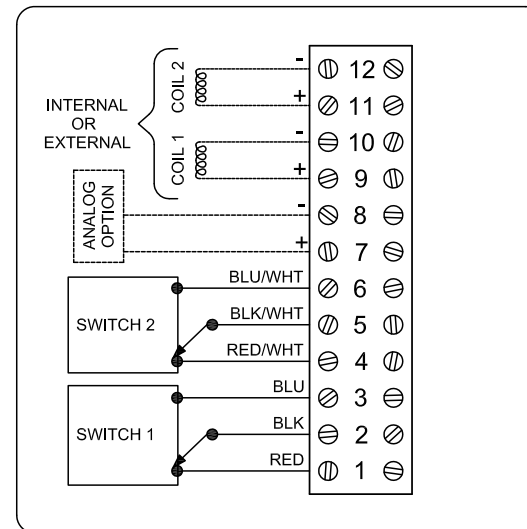 INTERNAL
OR
EXTERNAL
COIL 2
-
+
COIL 1
-
+
ANALOG
OPTION
-
+
SWITCH 2
BLU/WHT
BLK/WHT
RED/WHT
SWITCH 1
BLU
BLK
RED
12
11
10
9
8
7
6
5
4
3
2
1